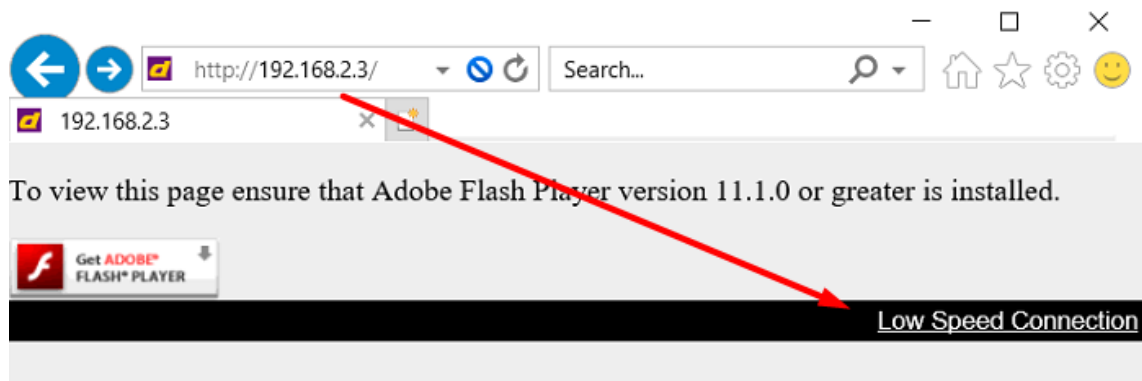 http://192.168.2.3/
Search...
192.168.2.3
To view this page ensure that Adobe Flash Player version 11.1.0 or greater is installed.
Get ADOBE®
FLASH® PLAYER
Low Speed Connection